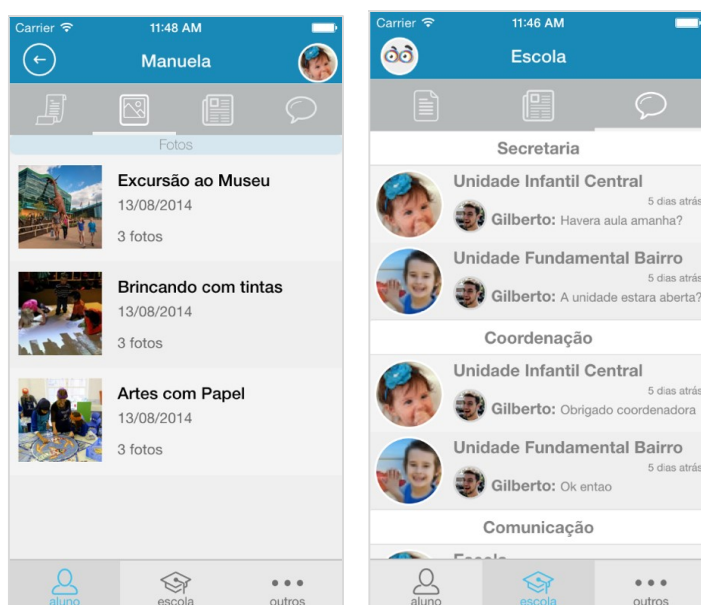 Carrier 11:48 AM
Manuela
Fotos
Excursão ao Museu
13/08/2014
3 fotos
Brincando com tintas
13/08/2014
3 fotos
Artes com Papel
13/08/2014
3 fotos
aluno escola outros
Carrier 11:46 AM
Escola
Secretaria
Unidade Infantil Central
5 dias atrás
Gilberto: Havera aula amanha?
Unidade Fundamental Bairro
5 dias atrás
Gilberto: A unidade estara aberta?
Coordenação
Unidade Infantil Central
5 dias atrás
Gilberto: Obrigado coordenadora
Unidade Fundamental Bairro
5 dias atrás
Gilberto: Ok entao
Comunicação
Escola
aluno escola outros